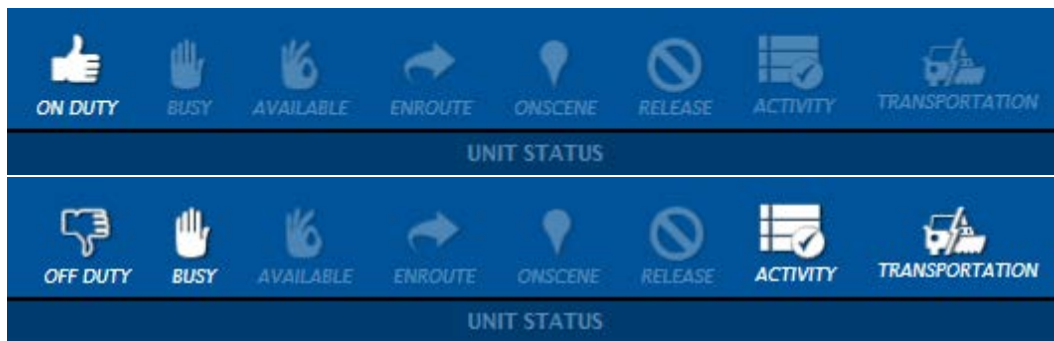 ON DUTY BUSY AVAILABLE ENROUTE ONSCENE RELEASE ACTIVITY TRANSPORTATION
UNIT STATUS
OFF DUTY BUSY AVAILABLE ENROUTE ONSCENE RELEASE ACTIVITY TRANSPORTATION
UNIT STATUS